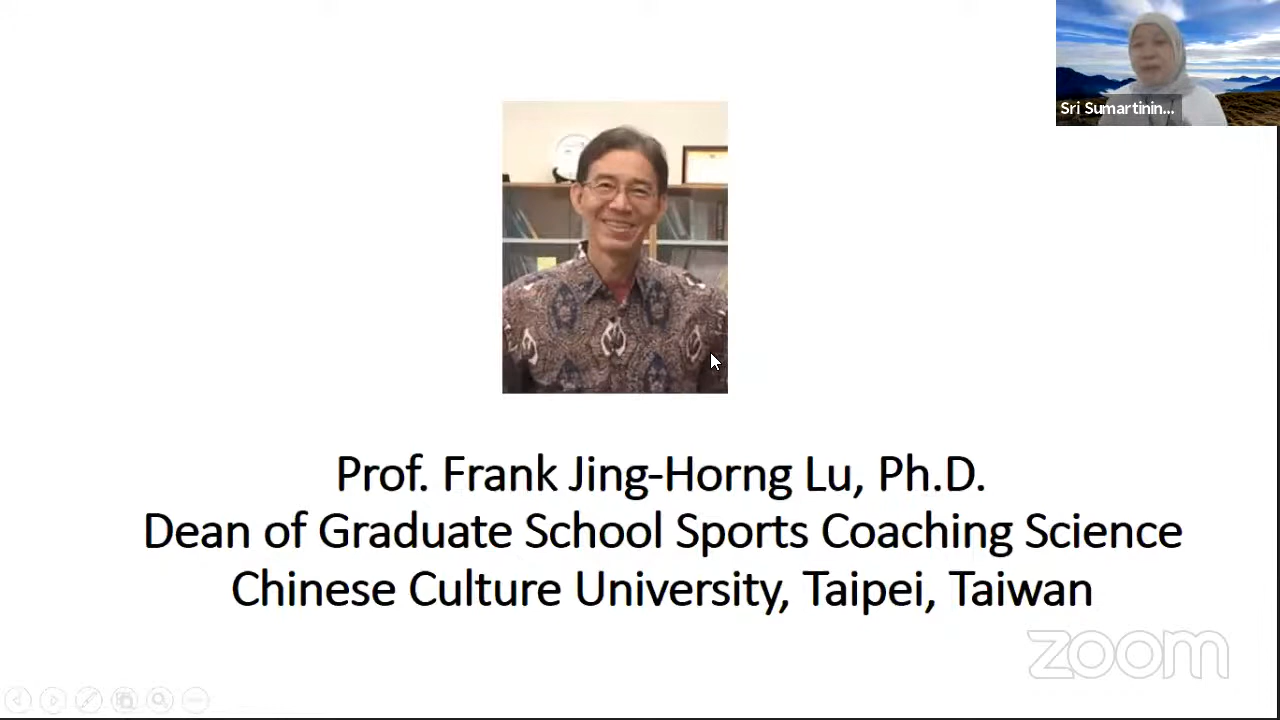 Sri Sumartinin...
Prof. Frank Jing-Horng Lu, Ph.D.
Dean of Graduate School Sports Coaching Science
Chinese Culture University, Taipei, Taiwan
zoom